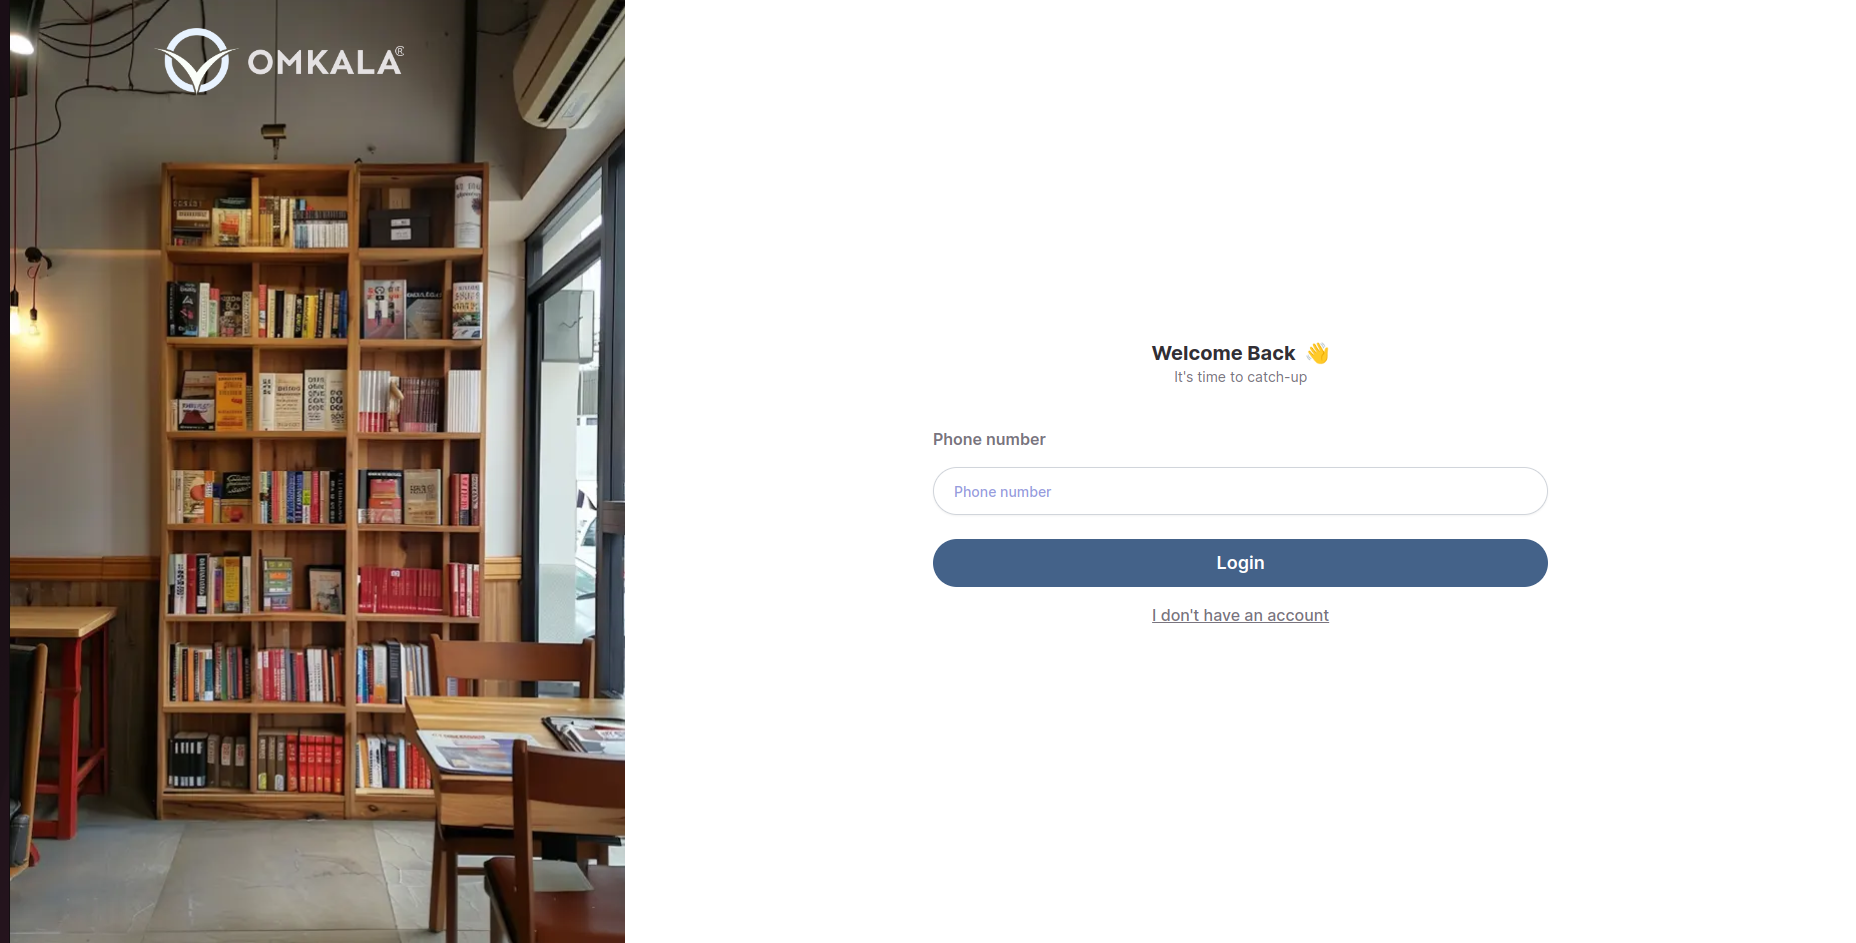 OMKALA®
Welcome Back 👋
It's time to catch-up
Phone number
Phone number
Login
I don't have an account